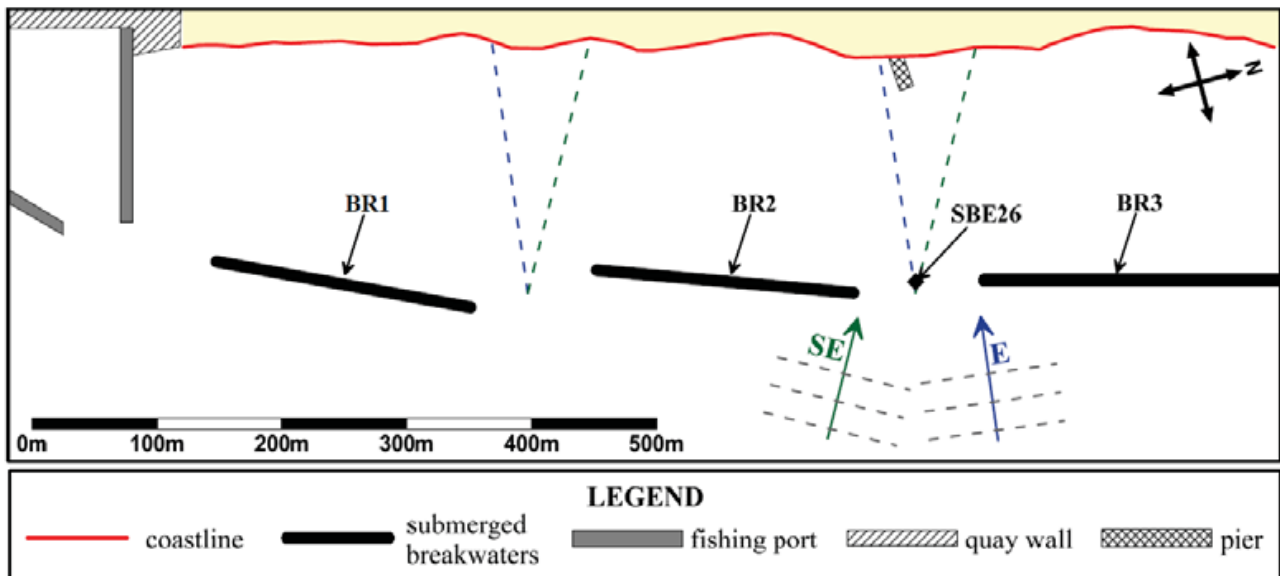 N
BR1
BR2
SBE26
BR3
SE
E
0m 100m 200m 300m 400m 500m
LEGEND
coastline
submerged
breakwaters
fishing port
quay wall
pier